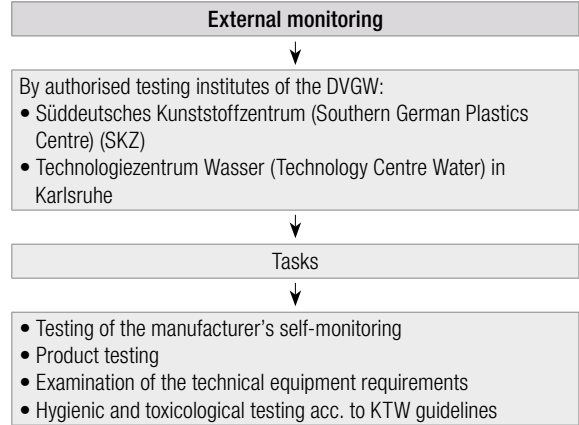 External monitoring
By authorised testing institutes of the DVGW:
• Süddeutsches Kunststoffzentrum (Southern German Plastics
Centre) (SKZ)
• Technologiezentrum Wasser (Technology Centre Water) in
Karlsruhe
Tasks
• Testing of the manufacturer’s self-monitoring
• Product testing
• Examination of the technical equipment requirements
• Hygienic and toxicological testing acc. to KTW guidelines